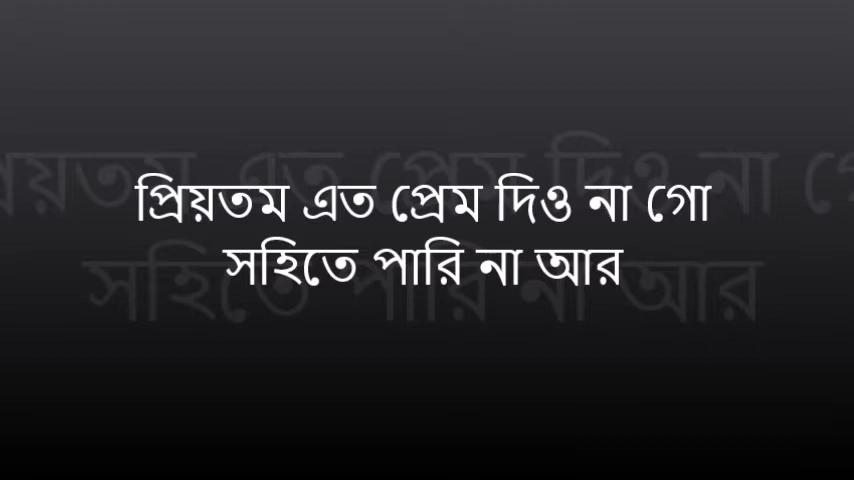 প্রিয়তম এত প্রেম দিও না গো
সহিতে পারি না আর